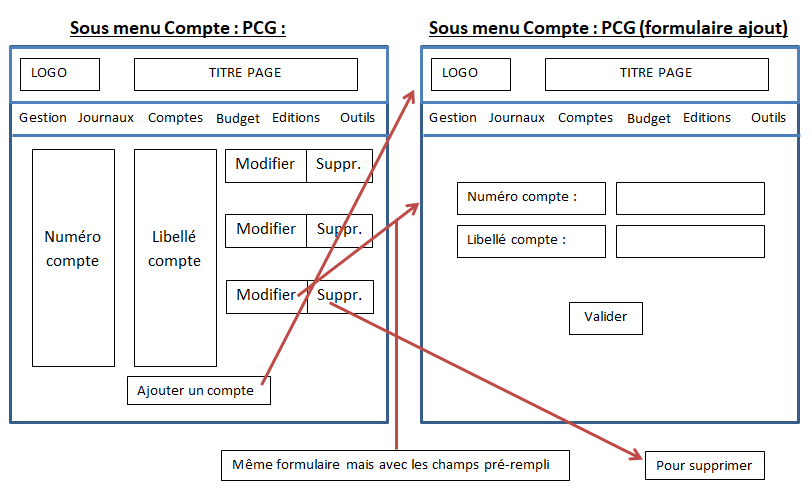 Sous menu Compte : PCG :
LOGO
TITRE PAGE
Gestion Journaux Comptes Budget Editions Outils
Numéro
compte
Libellé
compte
Modifier Suppr.
Modifier Suppr.
Modifier Suppr.
Ajouter un compte
Sous menu Compte : PCG (formulaire ajout)
LOGO
TITRE PAGE
Gestion Journaux Comptes Budget Editions Outils
Numéro compte :
Libellé compte :
Valider
Même formulaire mais avec les champs pré-rempli
Pour supprimer